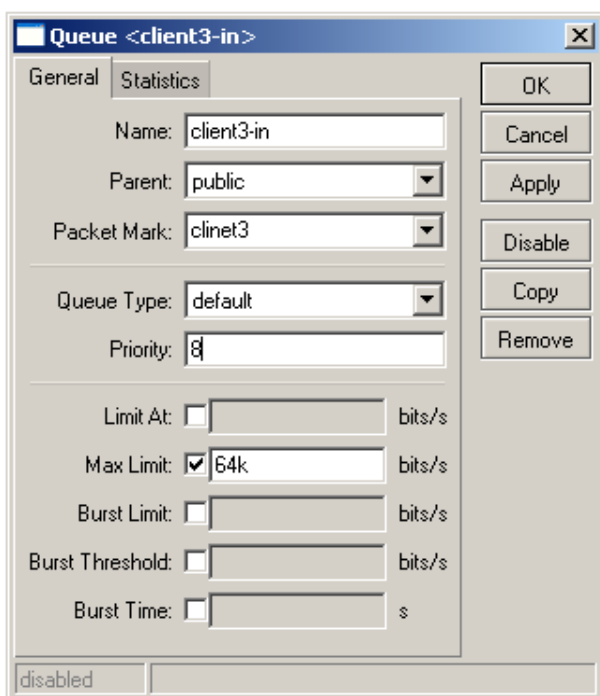 Queue <client3-in>
General Statistics
OK
Name: client3-in
Cancel
Parent: public
Apply
Packet Mark: clinet3
Disable
Queue Type: default
Copy
Priority: 8
Remove
Limit At: bits/s
Max Limit: 64k bits/s
Burst Limit: bits/s
Burst Threshold: bits/s
Burst Time: s
disabled